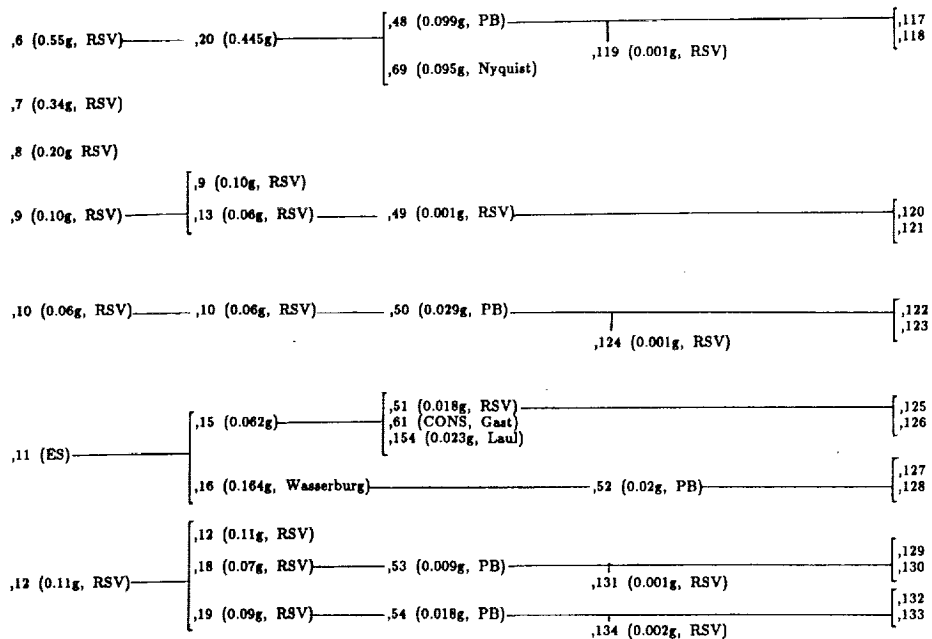 ,48 (0.099g, PB) ,117
,6 (0.55g, RSV) ,20 (0.445g) ,118
,119 (0.001g, RSV)
,69 (0.095g, Nyquist)
,7 (0.34g, RSV)
,8 (0.20g RSV)
,9 (0.10g, RSV)
,9 (0.10g, RSV) ,13 (0.06g, RSV) ,49 (0.001g, RSV) ,120
,121
,10 (0.06g, RSV) ,10 (0.06g, RSV) ,50 (0.029g, PB) ,122
,123
,124 (0.001g, RSV)
,51 (0.018g, RSV) ,125
,15 (0.062g) ,61 (CONS, Gast) ,126
,154 (0.023g, Laul)
,11 (ES) ,127
,16 (0.164g, Wasserburg) ,52 (0.02g, PB) ,128
,12 (0.11g, RSV)
,129
,18 (0.07g, RSV) ,53 (0.009g, PB) ,130
,12 (0.11g, RSV) ,131 (0.001g, RSV)
,132
,19 (0.09g, RSV) ,54 (0.018g, PB) ,133
,134 (0.002g, RSV)